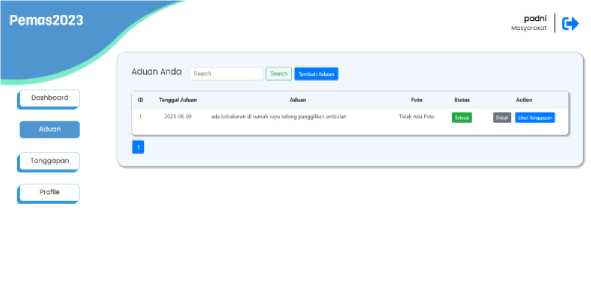 Pemas2023
padni
Masyarakat
Aduan Anda Search Search Tambah Aduan
Dashboard
ID Tanggal Aduan Aduan Foto Status Action
1 2023-08-09 ada kebakaran di rumah saya tolong panggilkan ambulan Tidak Ada Foto Selesai Detail Lihat Tanggapan
Aduan
1
Tanggapan
Profile